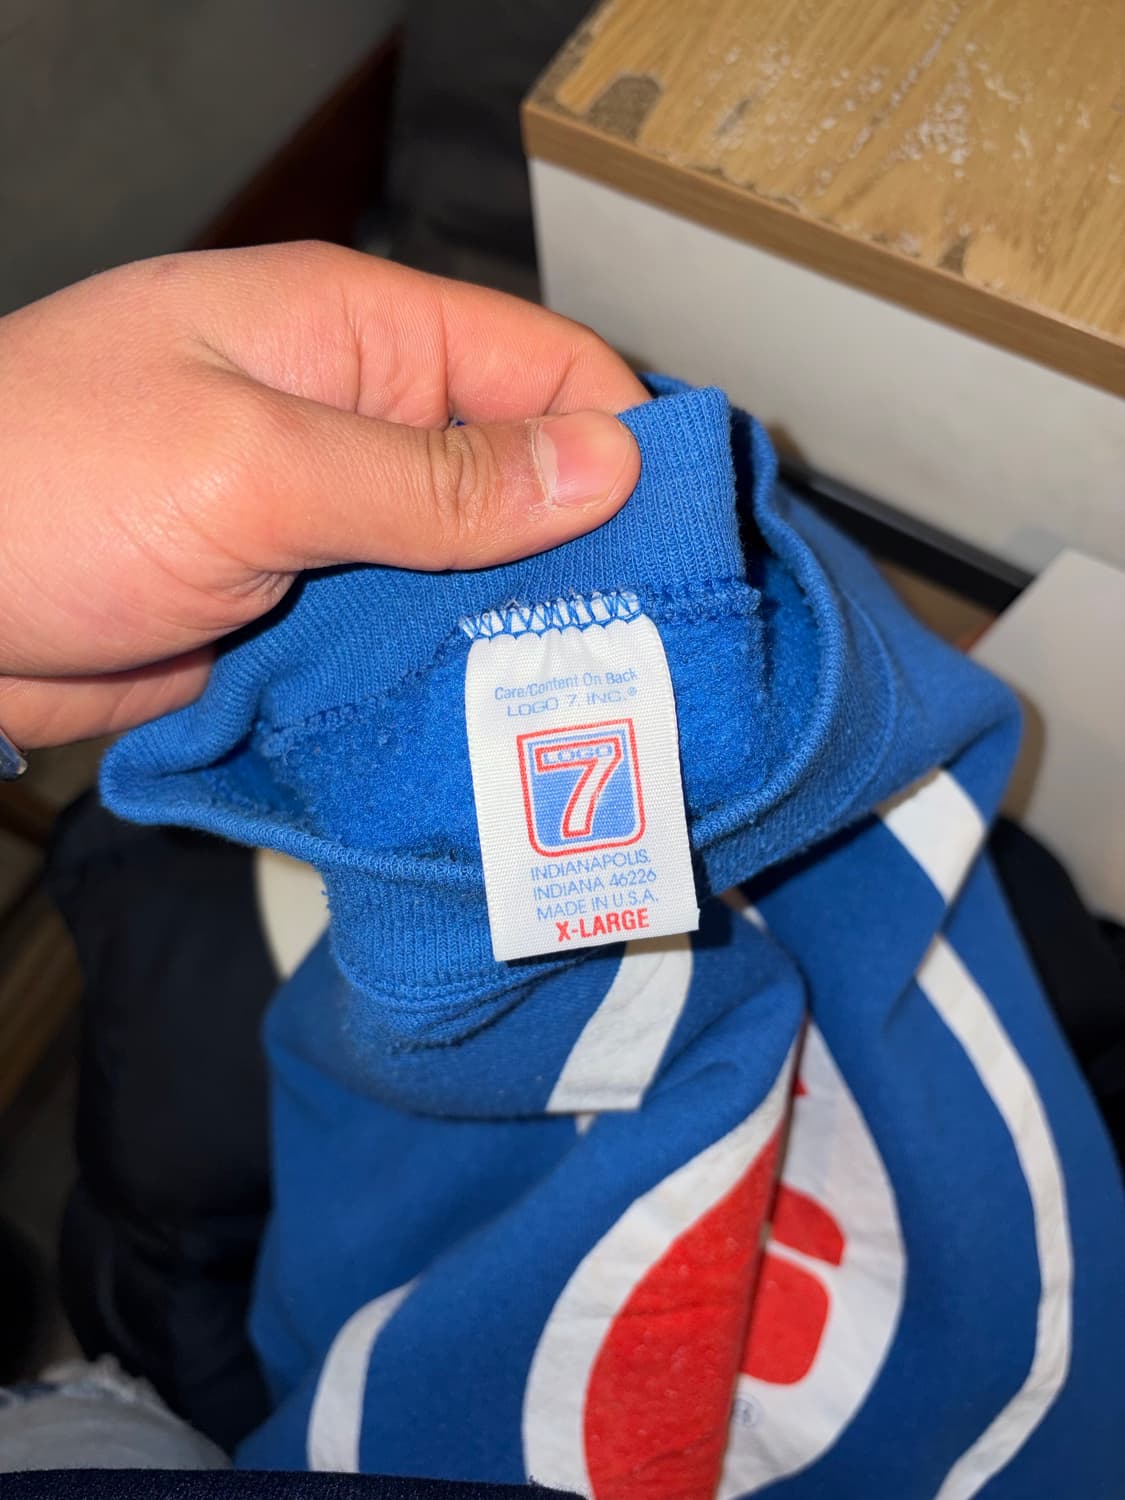 Care/Content On Back
LOGO 7, INC.®
LOGO
7
INDIANAPOLIS,
INDIANA 46226
MADE IN U.S.A.
X-LARGE